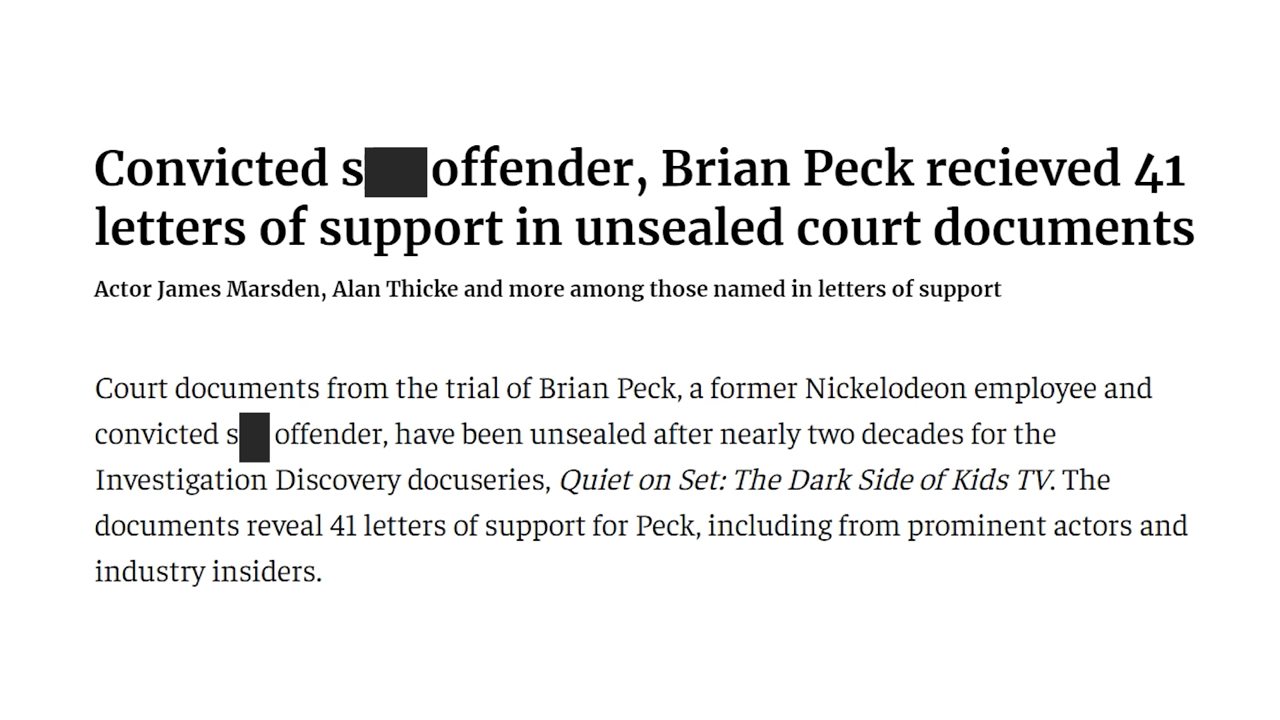 Convicted s offender, Brian Peck recieved 41
letters of support in unsealed court documents
Actor James Marsden, Alan Thicke and more among those named in letters of support
Court documents from the trial of Brian Peck, a former Nickelodeon employee and
convicted s offender, have been unsealed after nearly two decades for the
Investigation Discovery docuseries, Quiet on Set: The Dark Side of Kids TV. The
documents reveal 41 letters of support for Peck, including from prominent actors and
industry insiders.